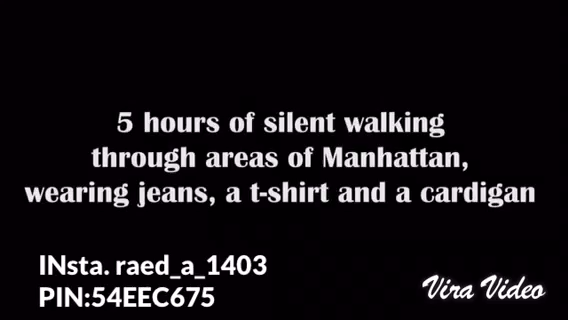 5 hours of silent walking
through areas of Manhattan,
wearing jeans, a t-shirt and a cardigan
INsta. raed_a_1403
PIN:54EEC675
Vira Video